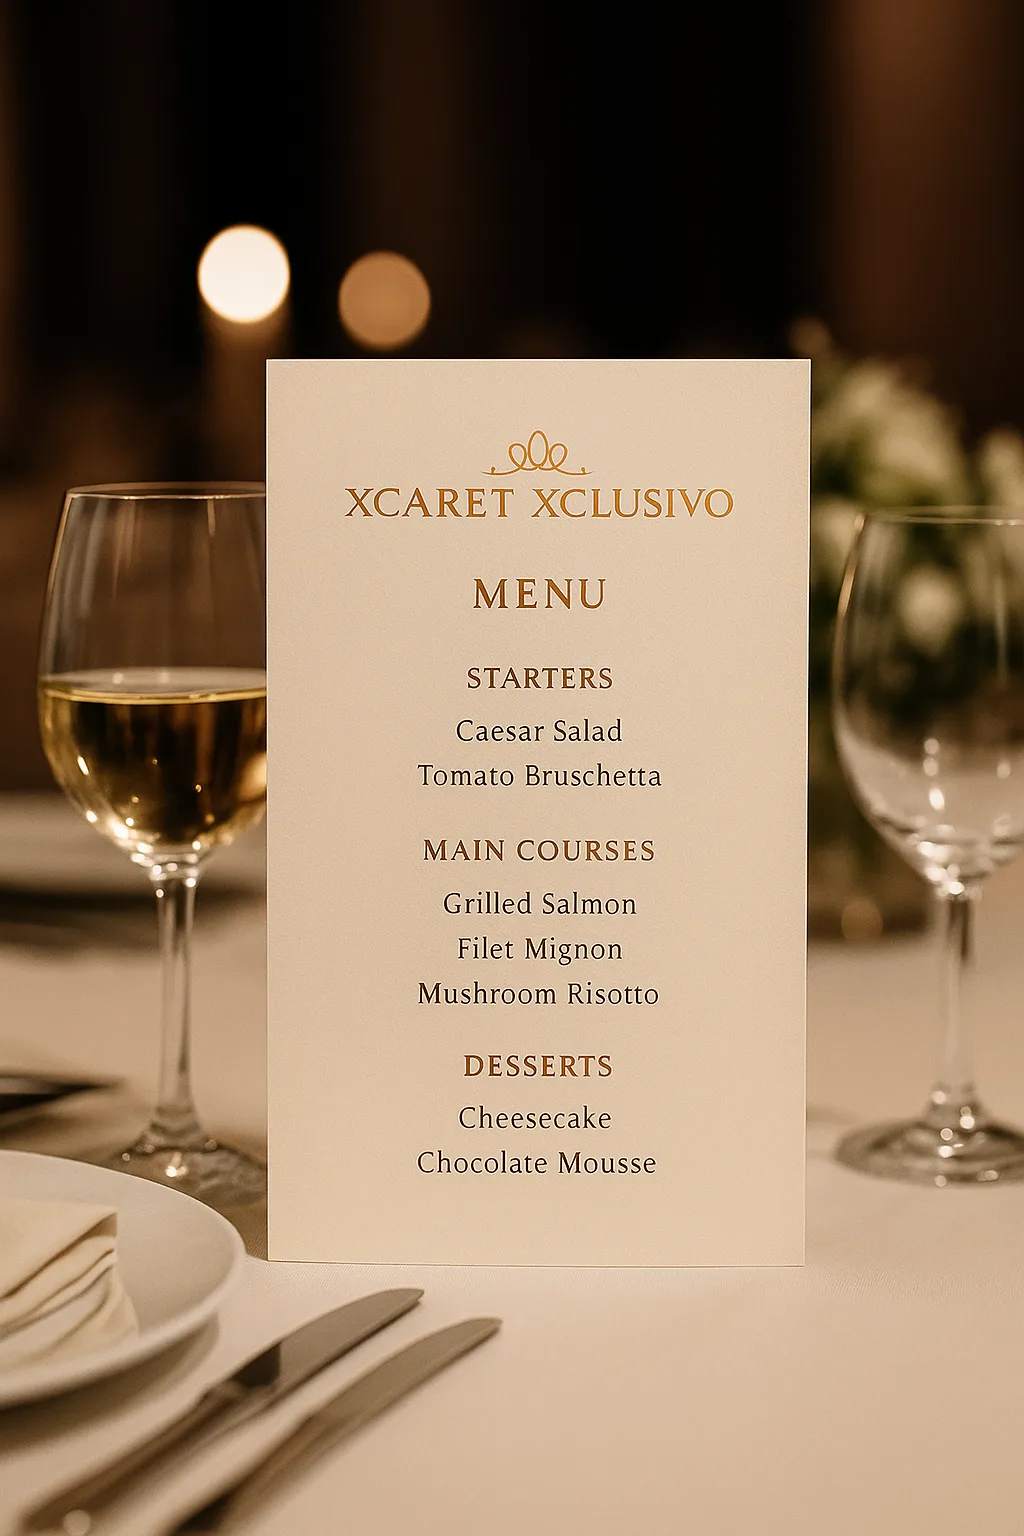 XCARET XCLUSIVO
MENU
STARTERS
Caesar Salad
Tomato Bruschetta
MAIN COURSES
Grilled Salmon
Filet Mignon
Mushroom Risotto
DESSERTS
Cheesecake
Chocolate Mousse